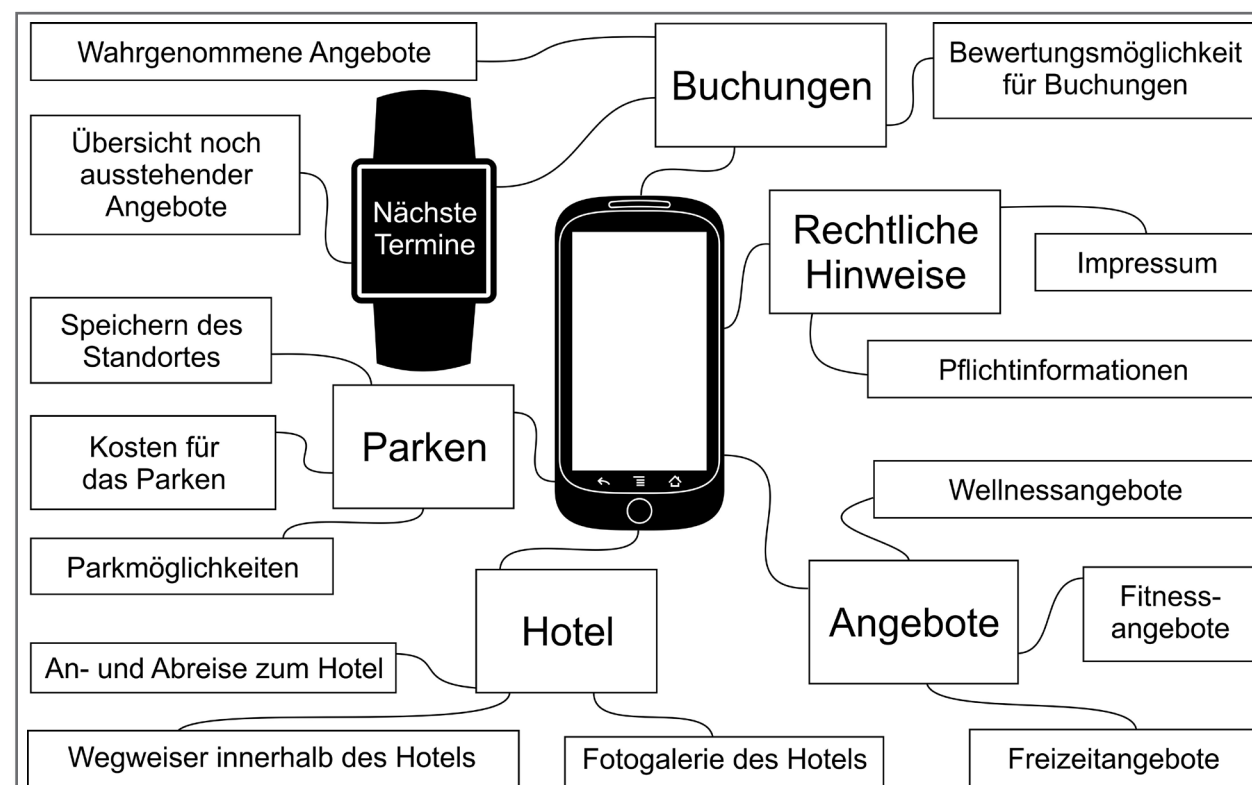 Wahrgenommene Angebote
Buchungen
Bewertungsmöglichkeit
für Buchungen
Übersicht noch
ausstehender
Angebote
Nächste
Termine
Rechtliche
Hinweise
Impressum
Speichern des
Standortes
Pflichtinformationen
Kosten für
das Parken
Parken
Wellnessangebote
Parkmöglichkeiten
Hotel
Angebote
Fitness-
angebote
An- und Abreise zum Hotel
Wegweiser innerhalb des Hotels
Fotogalerie des Hotels
Freizeitangebote